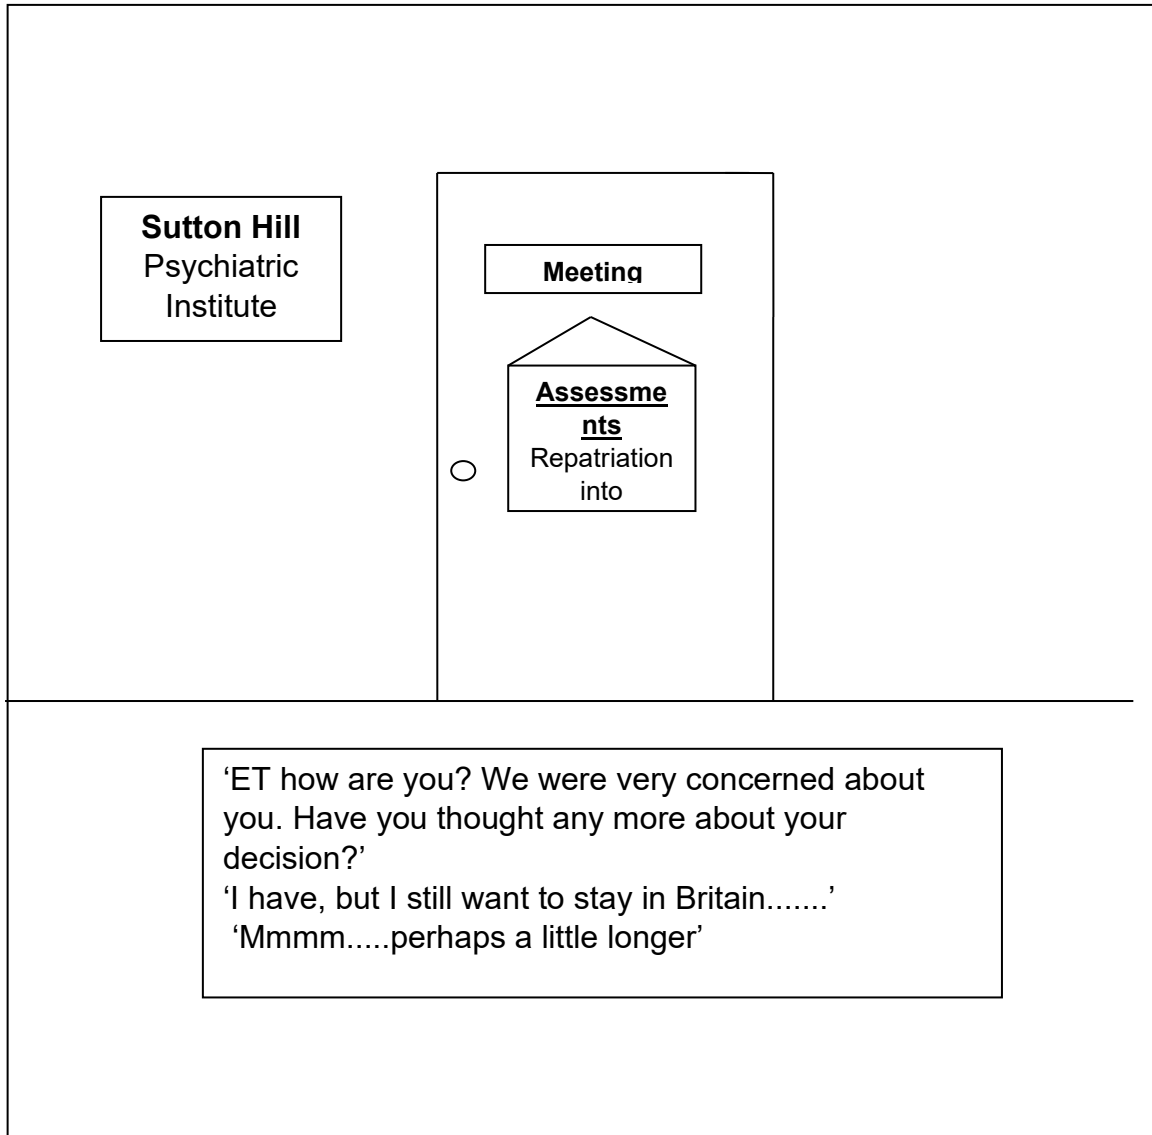 Sutton Hill
Psychiatric
Institute
Meeting
Assessme
nts
Repatriation
into
‘ET how are you? We were very concerned about
you. Have you thought any more about your
decision?’
‘I have, but I still want to stay in Britain.......’
‘Mmmm.....perhaps a little longer’